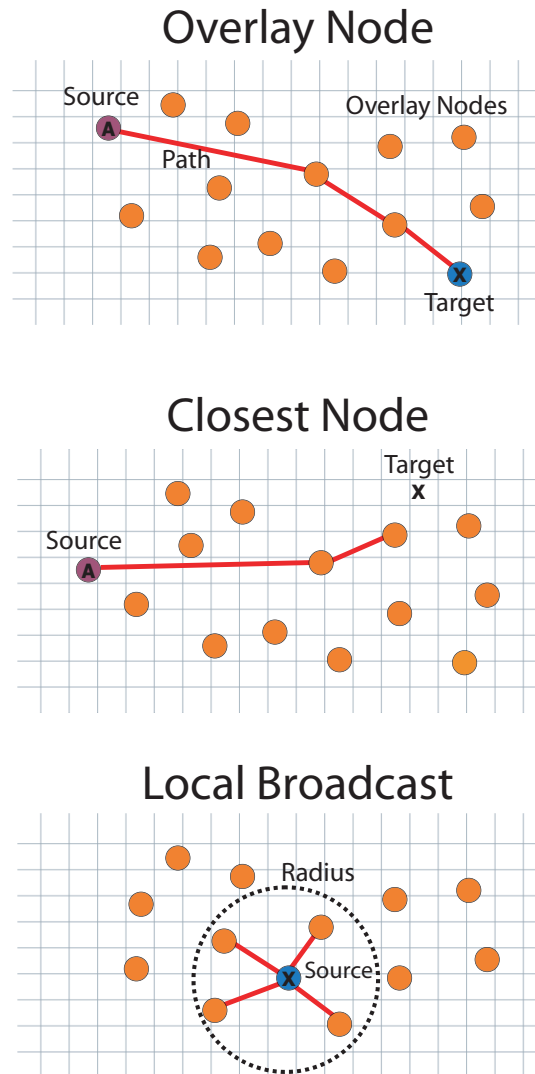 Overlay Node
Source
Overlay Nodes
A
Path
X
Target
Closest Node
Target
x
Source
A
Local Broadcast
Radius
X Source